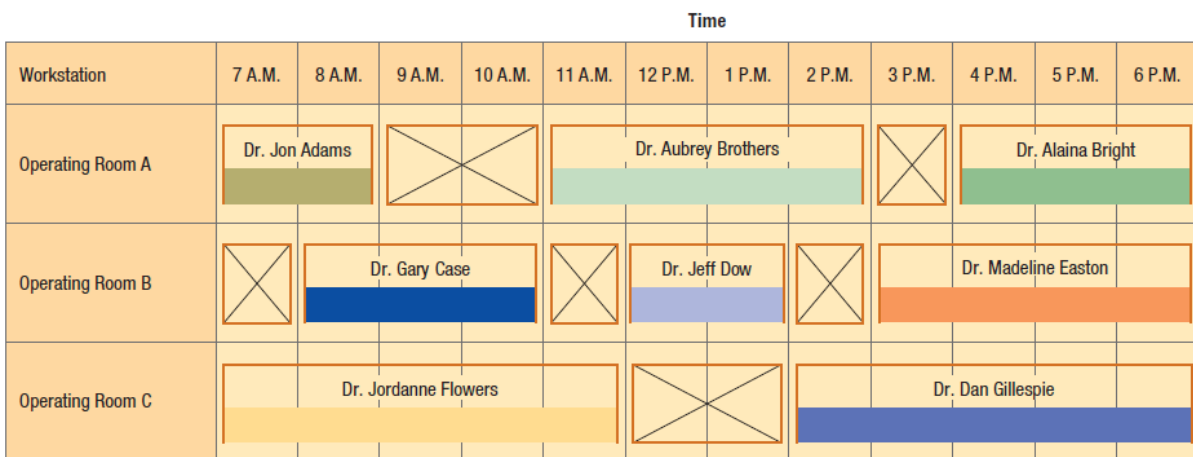 Time
Workstation 7 A.M. 8 A.M. 9 A.M. 10 A.M. 11 A.M. 12 P.M. 1 P.M. 2 P.M. 3 P.M. 4 P.M. 5 P.M. 6 P.M.
Operating Room A Dr. Jon Adams Dr. Aubrey Brothers Dr. Alaina Bright
Operating Room B Dr. Gary Case Dr. Jeff Dow Dr. Madeline Easton
Operating Room C Dr. Jordanne Flowers Dr. Dan Gillespie